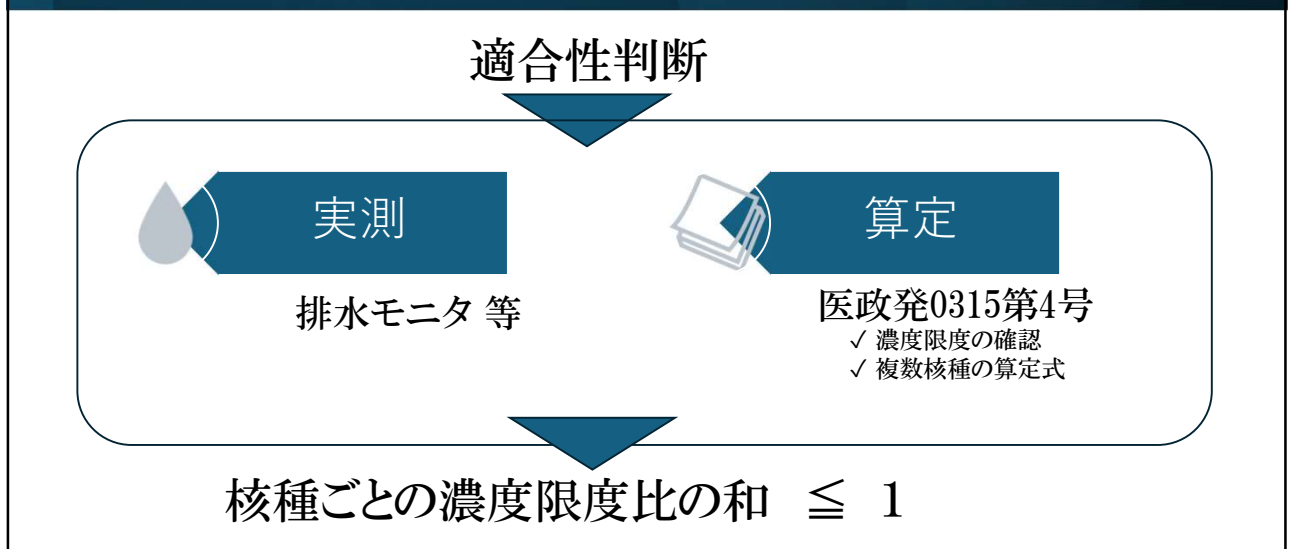 適合性判断
実測
算定
排水モニタ 等
医政発0315第4号
✓ 濃度限度の確認
✓ 複数核種の算定式
核種ごとの濃度限度比の和 ≦ 1